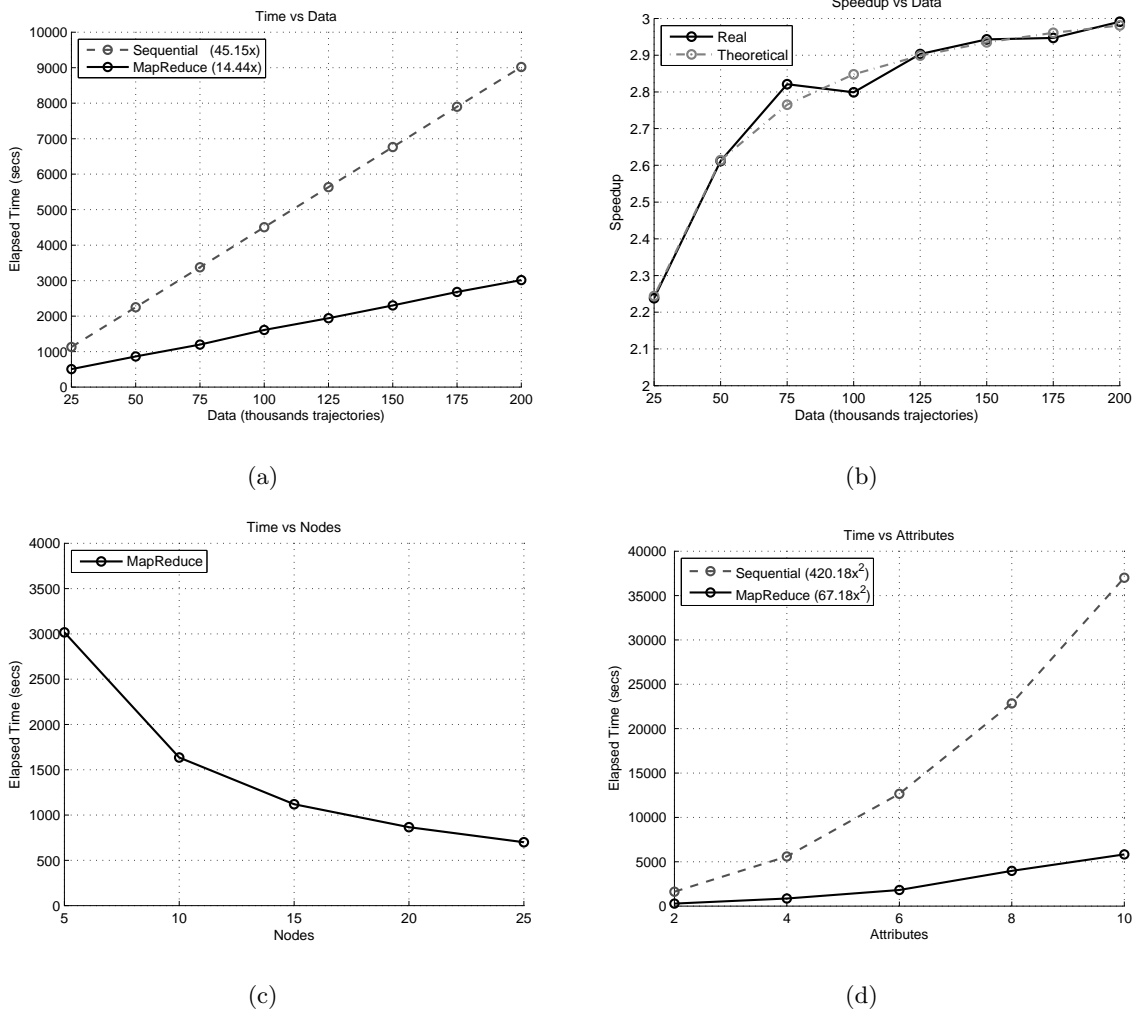 Time vs Data
10000
9000
8000
7000
6000
5000
4000
3000
2000
1000
0
Elapsed Time (secs)
Sequential (45.15x)
MapReduce (14.44x)
25 50 75 100 125 150 175 200
Data (thousands trajectories)
(a)
Speedup vs Data
3
2.9
2.8
2.7
2.6
2.5
2.4
2.3
2.2
2.1
2
Speedup
Real
Theoretical
25 50 75 100 125 150 175 200
Data (thousands trajectories)
(b)
Time vs Nodes
4000
3500
3000
2500
2000
1500
1000
500
0
Elapsed Time (secs)
MapReduce
5 10 15 20 25
Nodes
(c)
Time vs Attributes
40000
35000
30000
25000
20000
15000
10000
5000
0
Elapsed Time (secs)
Sequential (420.18x²)
MapReduce (67.18x²)
2 4 6 8 10
Attributes
(d)